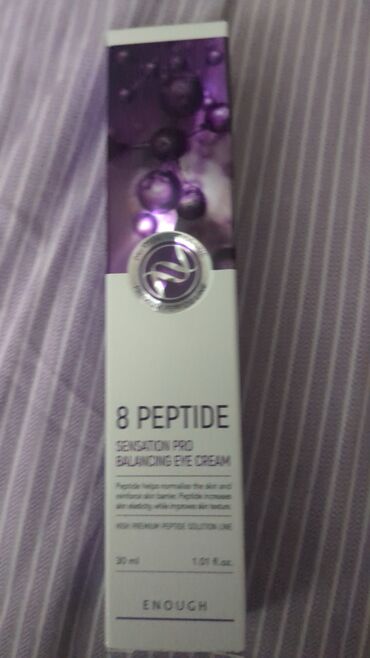 8 PEPTIDE
SENSATION PRO
BALANCING EYE CREAM
Peptide helps normalise the skin and
reinforce skin barrier. Peptide increases
skin elasticity, while improves skin texture.
HIGH PREMIUM PEPTIDE SOLUTION LINE
30 ml 1.01 fl.oz.
ENOUGH